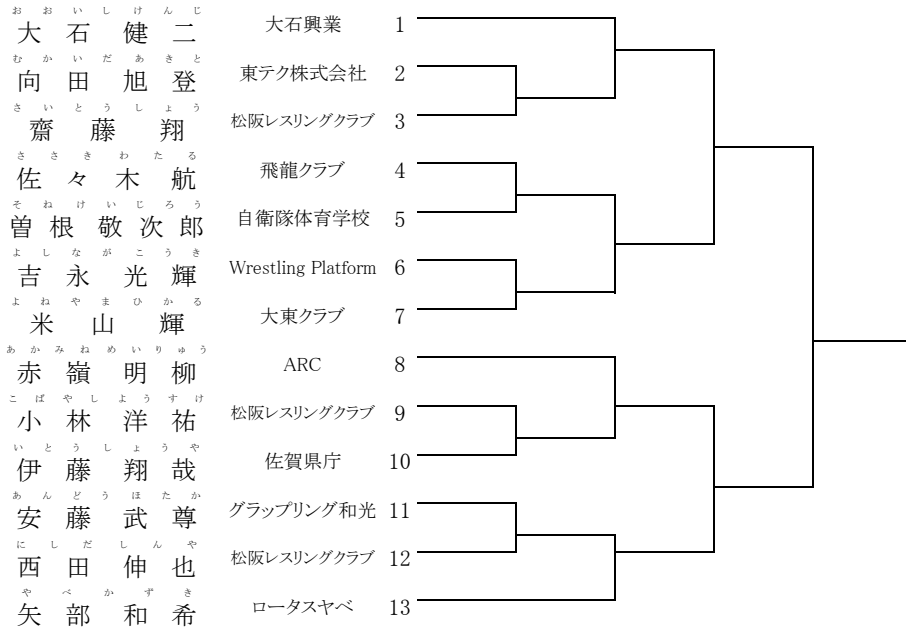 おおいしけんじ
大石健二 大石興業 1
むかいだあきと
向田旭登 東テク株式会社 2
さいとうしょう
齋藤翔 松阪レスリングクラブ 3
ささきわたる
佐々木航 飛龍クラブ 4
そねけいじろう
曽根敬次郎 自衛隊体育学校 5
よしながこうき
吉永光輝 Wrestling Platform 6
よねやまひかる
米山輝 大東クラブ 7
あかみねめいりゅう
赤嶺明柳 ARC 8
こばやしようすけ
小林洋祐 松阪レスリングクラブ 9
いとうしょうや
伊藤翔哉 佐賀県庁 10
あんどうほたか
安藤武尊 グラップリング和光 11
にしだしんや
西田伸也 松阪レスリングクラブ 12
やべかずき
矢部和希 ロータスヤベ 13